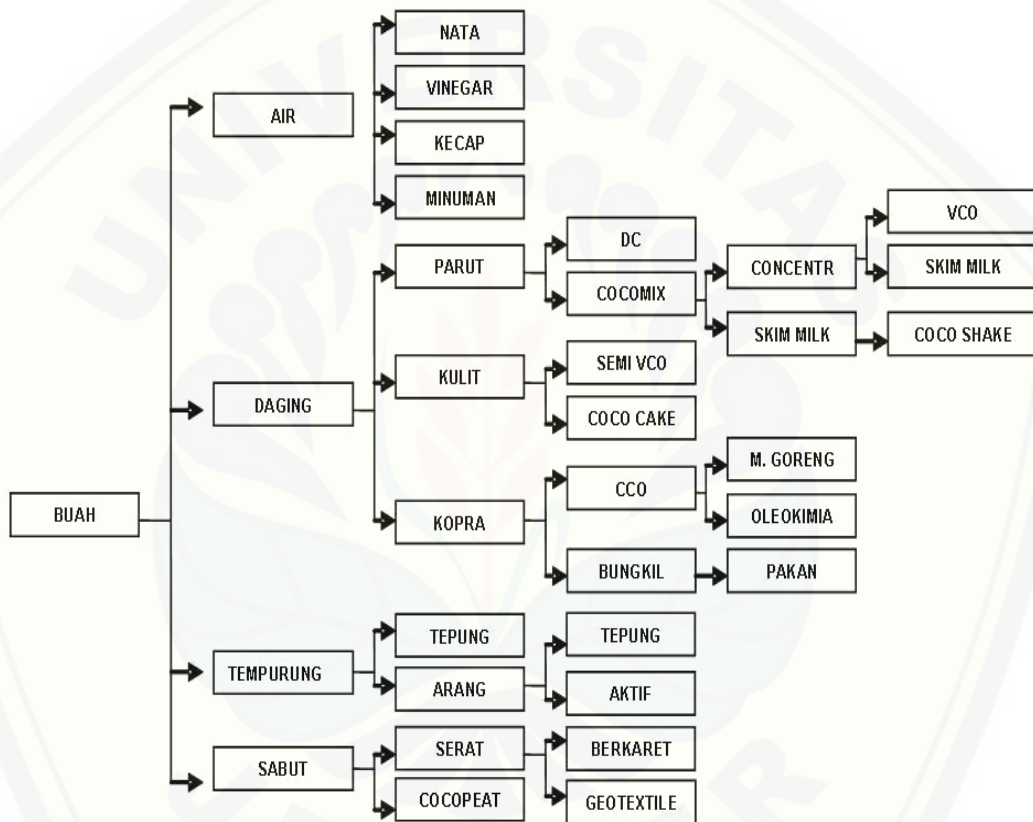 NATA
VINEGAR
AIR
KECAP
MINUMAN
VCO
DC
PARUT
CONCENTR
SKIM MILK
COCOMIX
SKIM MILK
COCO SHAKE
SEMI VCO
KULIT
DAGING
COCO CAKE
M. GORENG
CCO
BUAH
KOPRA
OLEOKIMIA
BUNGKIL
PAKAN
TEPUNG
TEPUNG
TEMPURUNG
ARANG
AKTIF
SERAT
BERKARET
SABUT
COCOPEAT
GEOTEXTILE
UNIVERSITAS